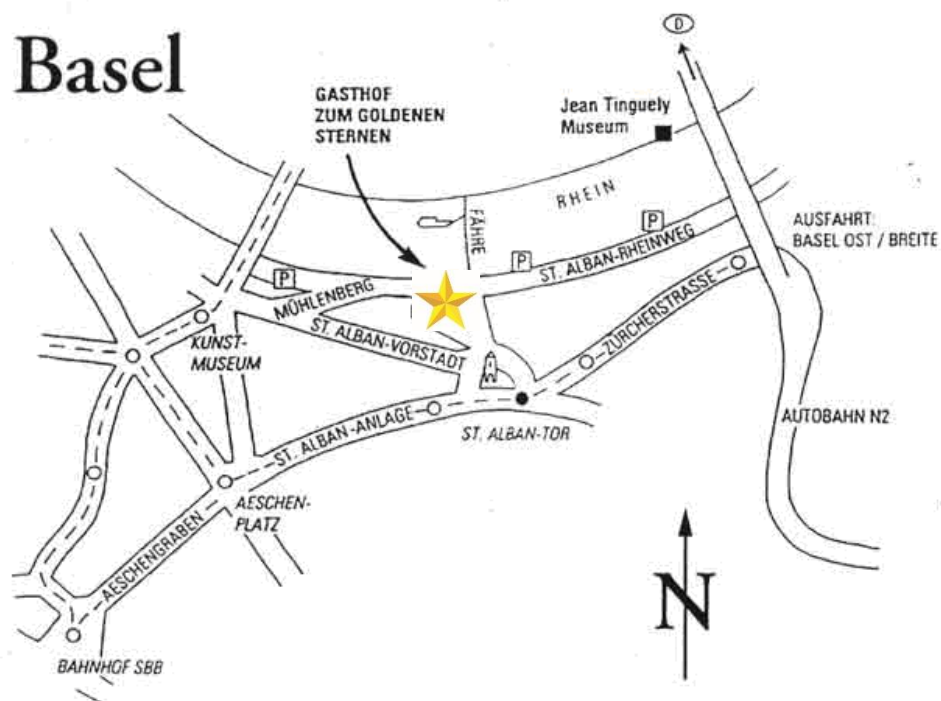 Basel
GASTHOF
ZUM GOLDENEN
STERNEN
D
Jean Tinguely
Museum
RHEIN
FÄHRE
P
P
P
ST. ALBAN-RHEINWEG
AUSFAHRT:
BASEL OST / BREITE
MÜHLENBERG
ZÜRCHERSTRASSE
KUNST-
MUSEUM
ST. ALBAN-VORSTADT
ST. ALBAN-ANLAGE
ST. ALBAN-TOR
AUTOBAHN N2
AESCHEN-
PLATZ
AESCHENGRABEN
N
BAHNHOF SBB